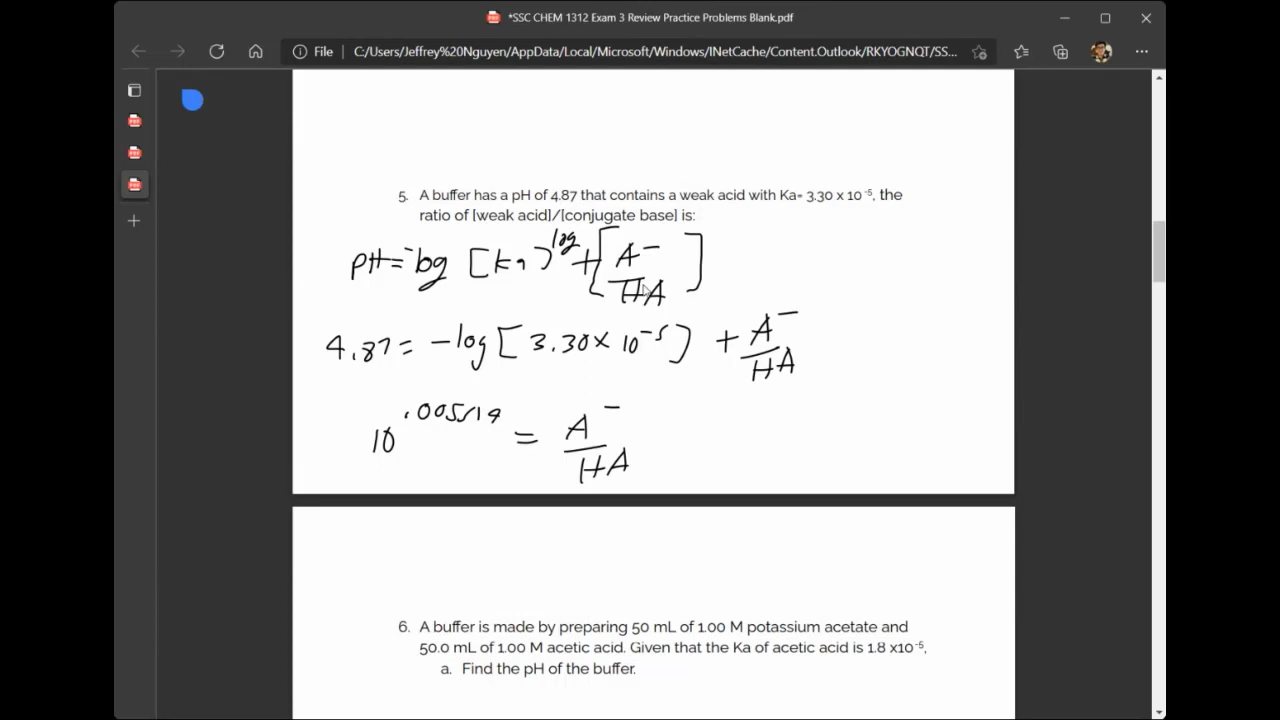 *SSC CHEM 1312 Exam 3 Review Practice Problems Blank.pdf
File C:/Users/Jeffrey%20Nguyen/AppData/Local/Microsoft/Windows/INetCache/Content.Outlook/RKYOGNQT/SS...
5. A buffer has a pH of 4.87 that contains a weak acid with Ka= 3.30 x 10⁻⁵, the
ratio of [weak acid]/[conjugate base] is:
pH = -log [Ka] + log [A⁻/HA]
4.87 = -log [3.30 × 10⁻⁵] + A⁻/HA
10^.005519 = A⁻/HA
6. A buffer is made by preparing 50 mL of 1.00 M potassium acetate and
50.0 mL of 1.00 M acetic acid. Given that the Ka of acetic acid is 1.8 x10⁻⁵,
a. Find the pH of the buffer.